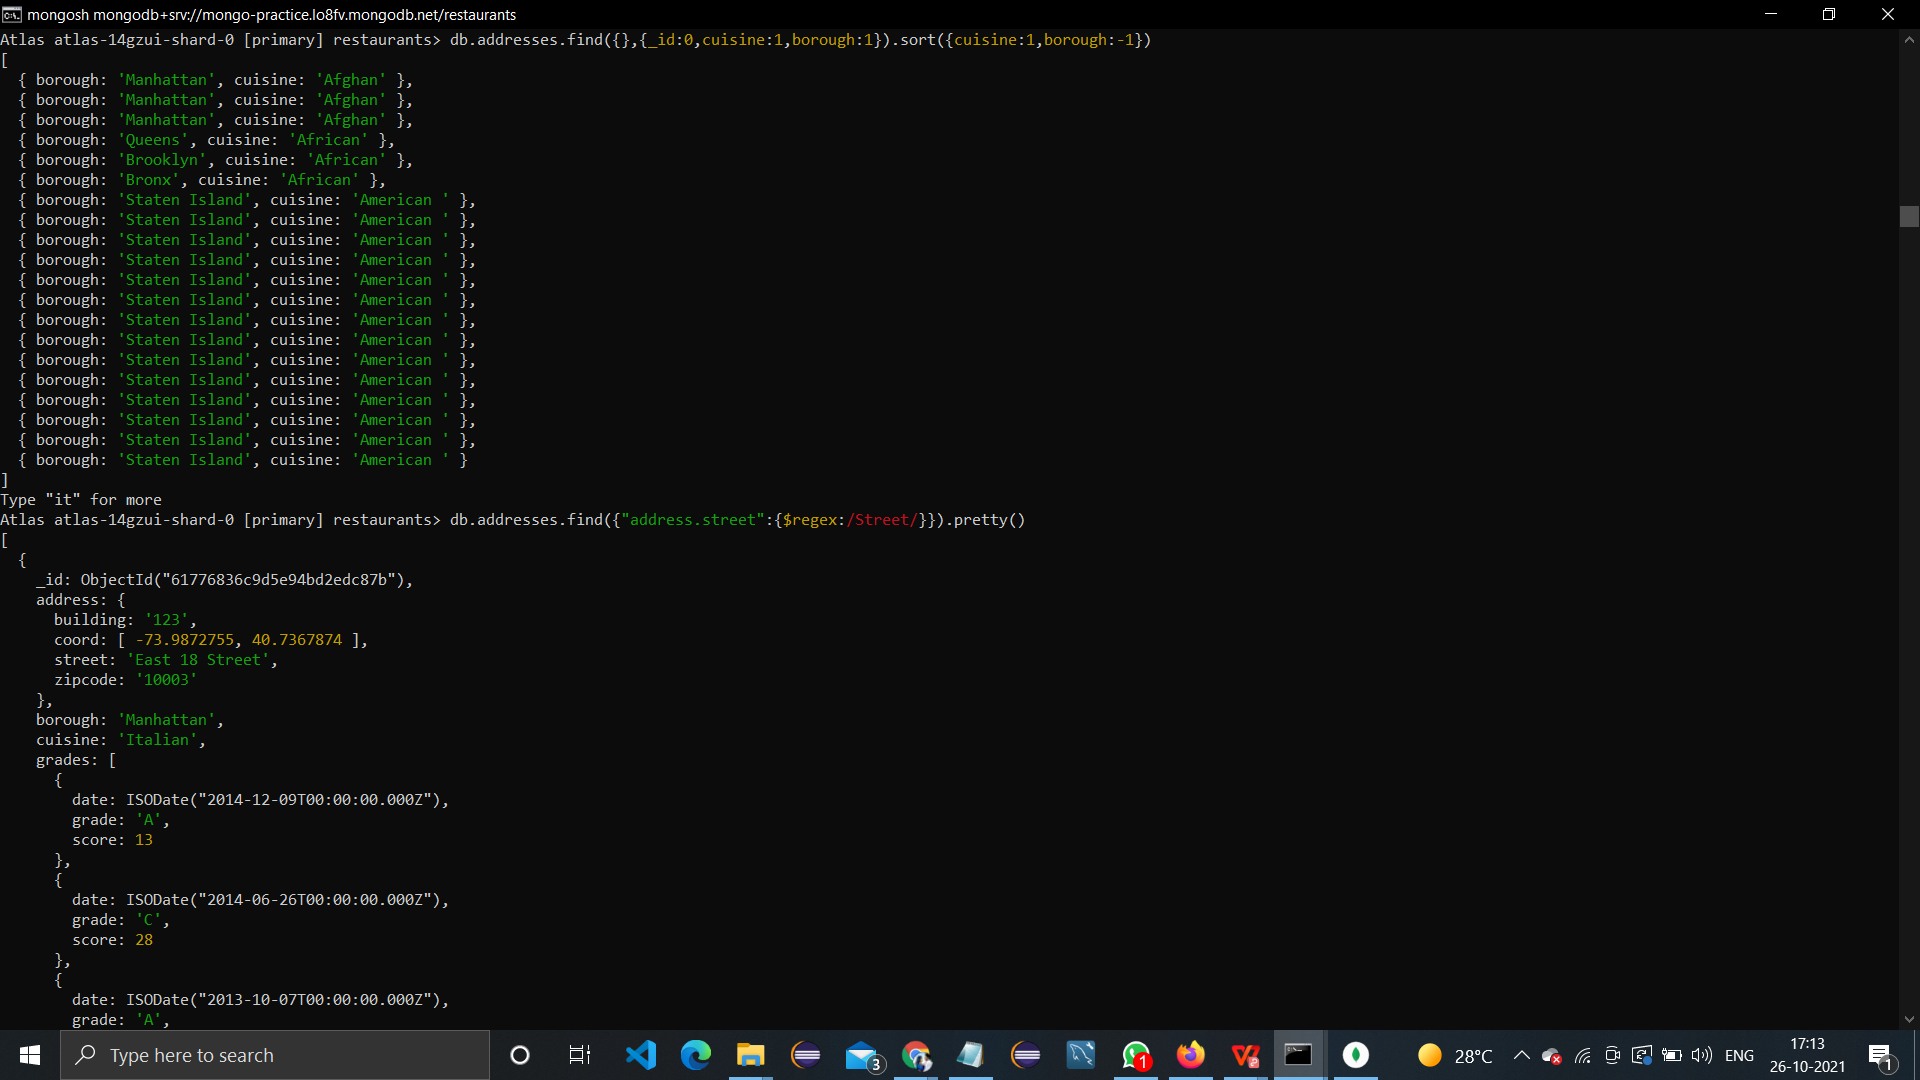 mongosh mongodb+srv://mongo-practice.lo8fv.mongodb.net/restaurants
Atlas atlas-14gzui-shard-0 [primary] restaurants> db.addresses.find({},{_id:0,cuisine:1,borough:1}).sort({cuisine:1,borough:-1})
[
  { borough: 'Manhattan', cuisine: 'Afghan' },
  { borough: 'Manhattan', cuisine: 'Afghan' },
  { borough: 'Manhattan', cuisine: 'Afghan' },
  { borough: 'Queens', cuisine: 'African' },
  { borough: 'Brooklyn', cuisine: 'African' },
  { borough: 'Bronx', cuisine: 'African' },
  { borough: 'Staten Island', cuisine: 'American ' },
  { borough: 'Staten Island', cuisine: 'American ' },
  { borough: 'Staten Island', cuisine: 'American ' },
  { borough: 'Staten Island', cuisine: 'American ' },
  { borough: 'Staten Island', cuisine: 'American ' },
  { borough: 'Staten Island', cuisine: 'American ' },
  { borough: 'Staten Island', cuisine: 'American ' },
  { borough: 'Staten Island', cuisine: 'American ' },
  { borough: 'Staten Island', cuisine: 'American ' },
  { borough: 'Staten Island', cuisine: 'American ' },
  { borough: 'Staten Island', cuisine: 'American ' },
  { borough: 'Staten Island', cuisine: 'American ' },
  { borough: 'Staten Island', cuisine: 'American ' },
  { borough: 'Staten Island', cuisine: 'American ' }
]
Type "it" for more
Atlas atlas-14gzui-shard-0 [primary] restaurants> db.addresses.find({"address.street":{$regex:/Street/}}).pretty()
[
  {
    _id: ObjectId("61776836c9d5e94bd2edc87b"),
    address: {
      building: '123',
      coord: [ -73.9872755, 40.7367874 ],
      street: 'East 18 Street',
      zipcode: '10003'
    },
    borough: 'Manhattan',
    cuisine: 'Italian',
    grades: [
      {
        date: ISODate("2014-12-09T00:00:00.000Z"),
        grade: 'A',
        score: 13
      },
      {
        date: ISODate("2014-06-26T00:00:00.000Z"),
        grade: 'C',
        score: 28
      },
      {
        date: ISODate("2013-10-07T00:00:00.000Z"),
        grade: 'A',
Type here to search
3
1
28°C
ENG
17:13
26-10-2021
1